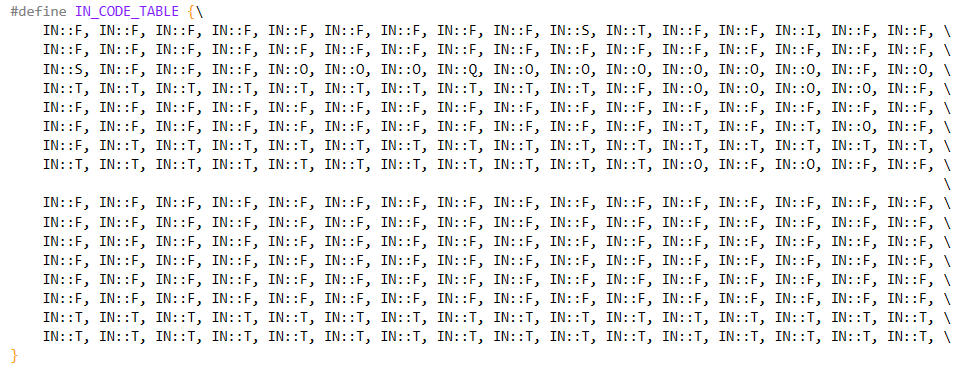 #define IN_CODE_TABLE {\
IN::F, IN::F, IN::F, IN::F, IN::F, IN::F, IN::F, IN::F, IN::F, IN::S, IN::T, IN::F, IN::F, IN::I, IN::F, IN::F, \
IN::F, IN::F, IN::F, IN::F, IN::F, IN::F, IN::F, IN::F, IN::F, IN::F, IN::F, IN::F, IN::F, IN::F, IN::F, IN::F, \
IN::S, IN::F, IN::F, IN::F, IN::O, IN::O, IN::O, IN::Q, IN::O, IN::O, IN::O, IN::O, IN::O, IN::O, IN::F, IN::O, \
IN::T, IN::T, IN::T, IN::T, IN::T, IN::T, IN::T, IN::T, IN::T, IN::T, IN::F, IN::O, IN::O, IN::O, IN::O, IN::F, \
IN::F, IN::F, IN::F, IN::F, IN::F, IN::F, IN::F, IN::F, IN::F, IN::F, IN::F, IN::F, IN::F, IN::F, IN::F, IN::F, \
IN::F, IN::F, IN::F, IN::F, IN::F, IN::F, IN::F, IN::F, IN::F, IN::F, IN::F, IN::T, IN::F, IN::T, IN::O, IN::F, \
IN::F, IN::T, IN::T, IN::T, IN::T, IN::T, IN::T, IN::T, IN::T, IN::T, IN::T, IN::T, IN::T, IN::T, IN::T, IN::T, \
IN::T, IN::T, IN::T, IN::T, IN::T, IN::T, IN::T, IN::T, IN::T, IN::T, IN::T, IN::O, IN::F, IN::O, IN::F, IN::F, \
\
IN::F, IN::F, IN::F, IN::F, IN::F, IN::F, IN::F, IN::F, IN::F, IN::F, IN::F, IN::F, IN::F, IN::F, IN::F, IN::F, \
IN::F, IN::F, IN::F, IN::F, IN::F, IN::F, IN::F, IN::F, IN::F, IN::F, IN::F, IN::F, IN::F, IN::F, IN::F, IN::F, \
IN::F, IN::F, IN::F, IN::F, IN::F, IN::F, IN::F, IN::F, IN::F, IN::F, IN::F, IN::F, IN::F, IN::F, IN::F, IN::F, \
IN::F, IN::F, IN::F, IN::F, IN::F, IN::F, IN::F, IN::F, IN::F, IN::F, IN::F, IN::F, IN::F, IN::F, IN::F, IN::F, \
IN::F, IN::F, IN::F, IN::F, IN::F, IN::F, IN::F, IN::F, IN::F, IN::F, IN::F, IN::F, IN::F, IN::F, IN::F, IN::F, \
IN::F, IN::F, IN::F, IN::F, IN::F, IN::F, IN::F, IN::F, IN::F, IN::F, IN::F, IN::F, IN::F, IN::F, IN::F, IN::F, \
IN::T, IN::T, IN::T, IN::T, IN::T, IN::T, IN::T, IN::T, IN::T, IN::T, IN::T, IN::T, IN::T, IN::T, IN::T, IN::T, \
IN::T, IN::T, IN::T, IN::T, IN::T, IN::T, IN::T, IN::T, IN::T, IN::T, IN::T, IN::T, IN::T, IN::T, IN::T, IN::T, \
}